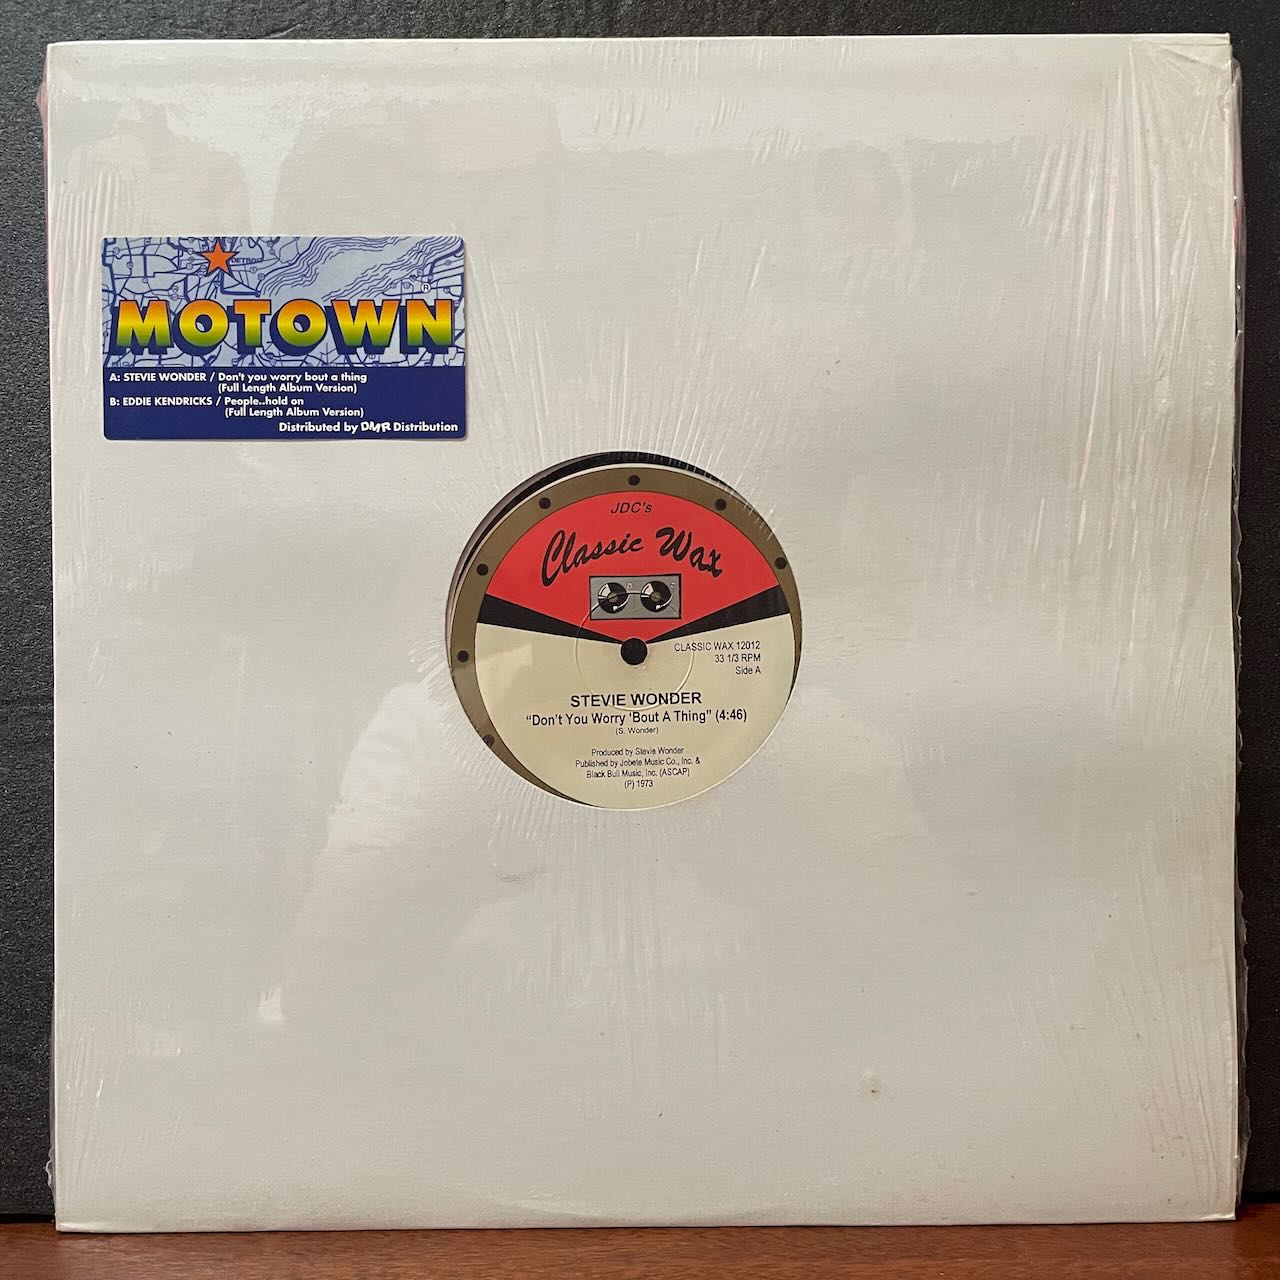 DETROIT
MOTOWN®
A: STEVIE WONDER / Don't you worry bout a thing
(Full Length Album Version)
B: EDDIE KENDRICKS / People..hold on
(Full Length Album Version)
Distributed by DMR Distribution
JDC's
Classic Wax
CLASSIC WAX 12012
33 1/3 RPM
Side A
STEVIE WONDER
"Don't You Worry 'Bout A Thing" (4:46)
(S. Wonder)
Produced by Stevie Wonder
Published by Jobete Music Co., Inc. &
Black Bull Music, Inc. (ASCAP)
(P) 1973